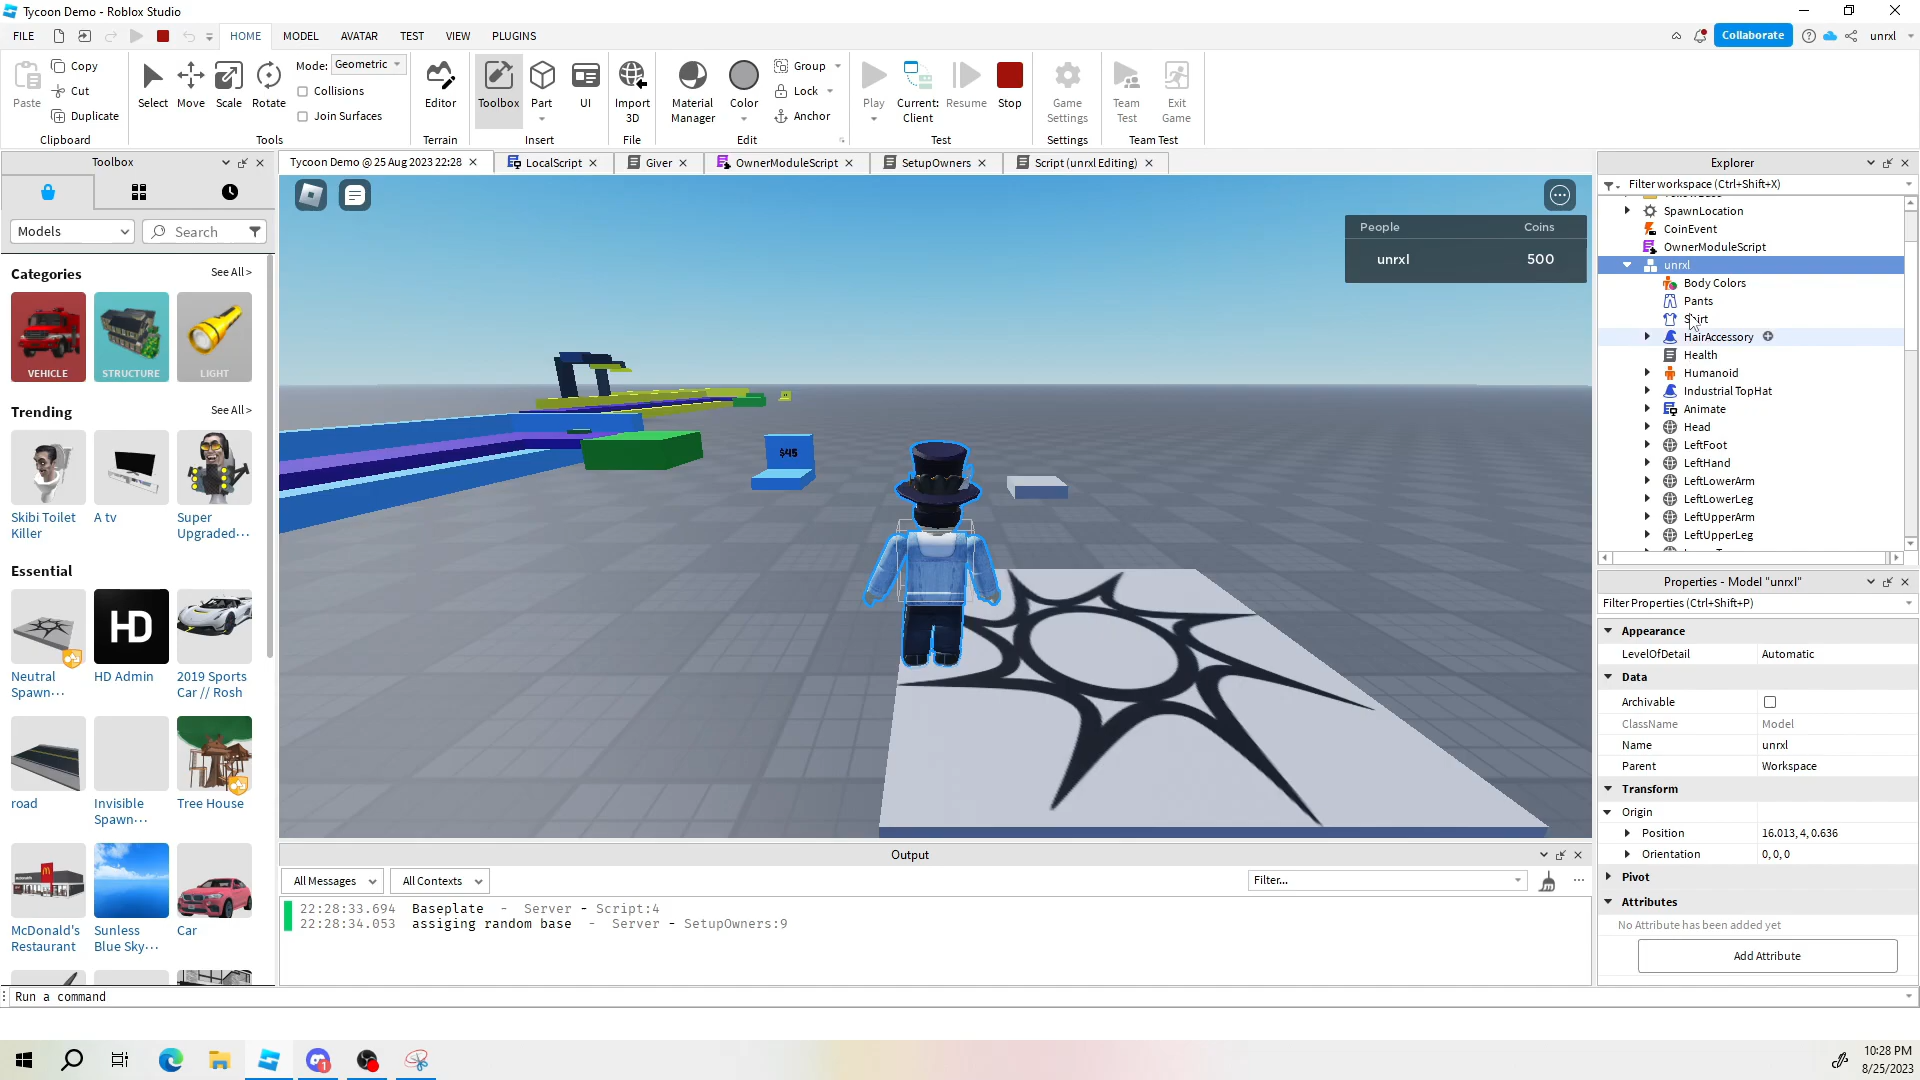 Tycoon Demo - Roblox Studio
FILE
HOME
MODEL
AVATAR
TEST
VIEW
PLUGINS
Collaborate
unrxl
Paste
Copy
Cut
Duplicate
Clipboard
Select
Move
Scale
Rotate
Mode: Geometric
Collisions
Join Surfaces
Tools
Editor
Terrain
Toolbox
Part
UI
Insert
Import
3D
File
Material
Manager
Color
Group
Lock
Anchor
Edit
Play
Current:
Client
Resume
Stop
Test
Game
Settings
Settings
Team
Test
Exit
Game
Team Test
Toolbox
Models
Search
Categories
See All >
VEHICLE
STRUCTURE
LIGHT
Trending
See All >
Skibi Toilet
Killer
A tv
Super
Upgraded...
Essential
HD
Neutral
Spawn...
HD Admin
2019 Sports
Car // Rosh
road
Invisible
Spawn...
Tree House
McDonald's
McDonald's
Restaurant
Sunless
Blue Sky...
Car
Tycoon Demo @ 25 Aug 2023 22:28
LocalScript
Giver
OwnerModuleScript
SetupOwners
Script (unrxl Editing)
People
Coins
unrxl
500
$45
Output
All Messages
All Contexts
Filter...
22:28:33.694 Baseplate - Server - Script:4
22:28:34.053 assiging random base - Server - SetupOwners:9
Run a command
Explorer
Filter workspace (Ctrl+Shift+X)
SpawnLocation
CoinEvent
OwnerModuleScript
unrxl
Body Colors
Pants
Shirt
HairAccessory
Health
Humanoid
Industrial TopHat
Animate
Head
LeftFoot
LeftHand
LeftLowerArm
LeftLowerLeg
LeftUpperArm
LeftUpperLeg
Properties - Model "unrxl"
Filter Properties (Ctrl+Shift+P)
Appearance
LevelOfDetail Automatic
Data
Archivable
ClassName Model
Name unrxl
Parent Workspace
Transform
Origin
Position 16.013, 4, 0.636
Orientation 0, 0, 0
Pivot
Attributes
No Attribute has been added yet
Add Attribute
1
10:28 PM
8/25/2023